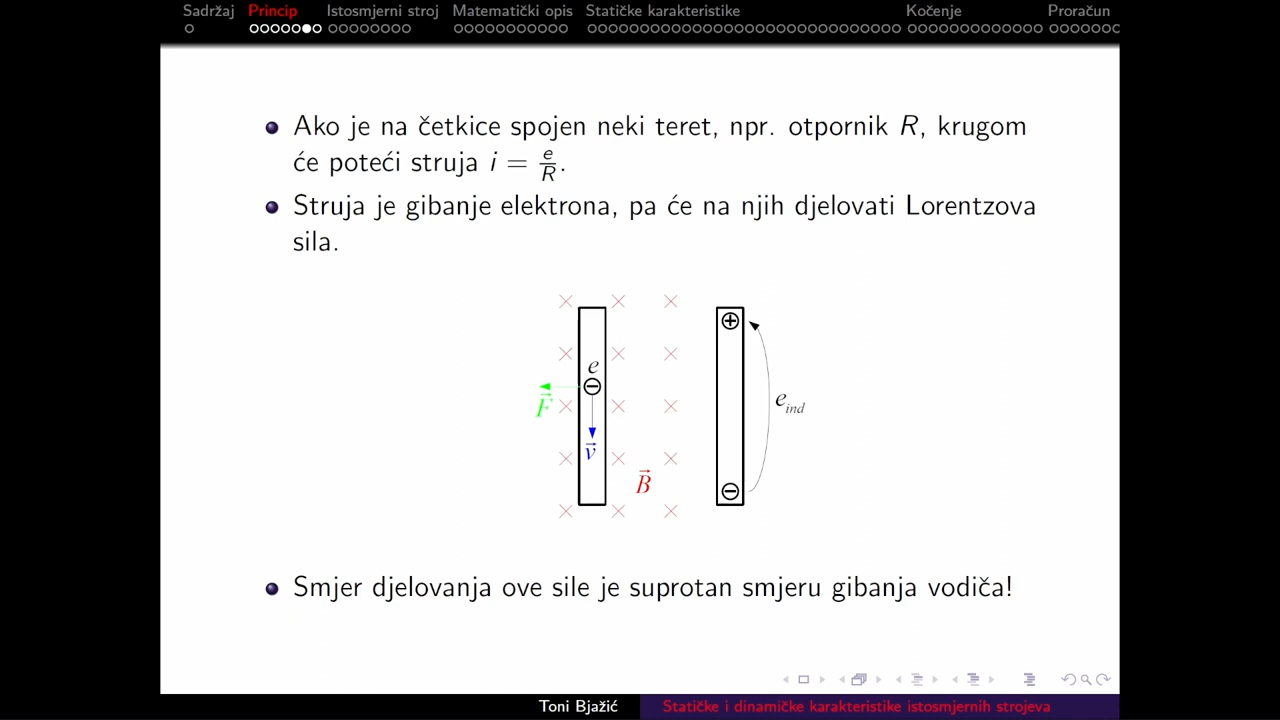 Sadržaj Princip Istosmjerni stroj Matematički opis Statičke karakteristike Kočenje Proračun
Ako je na četkice spojen neki teret, npr. otpornik R, krugom
će poteći struja i = e/R.
Struja je gibanje elektrona, pa će na njih djelovati Lorentzova
sila.
e
F
v
B
e_ind
Smjer djelovanja ove sile je suprotan smjeru gibanja vodiča!
Toni Bjažić Statičke i dinamičke karakteristike istosmjernih strojeva